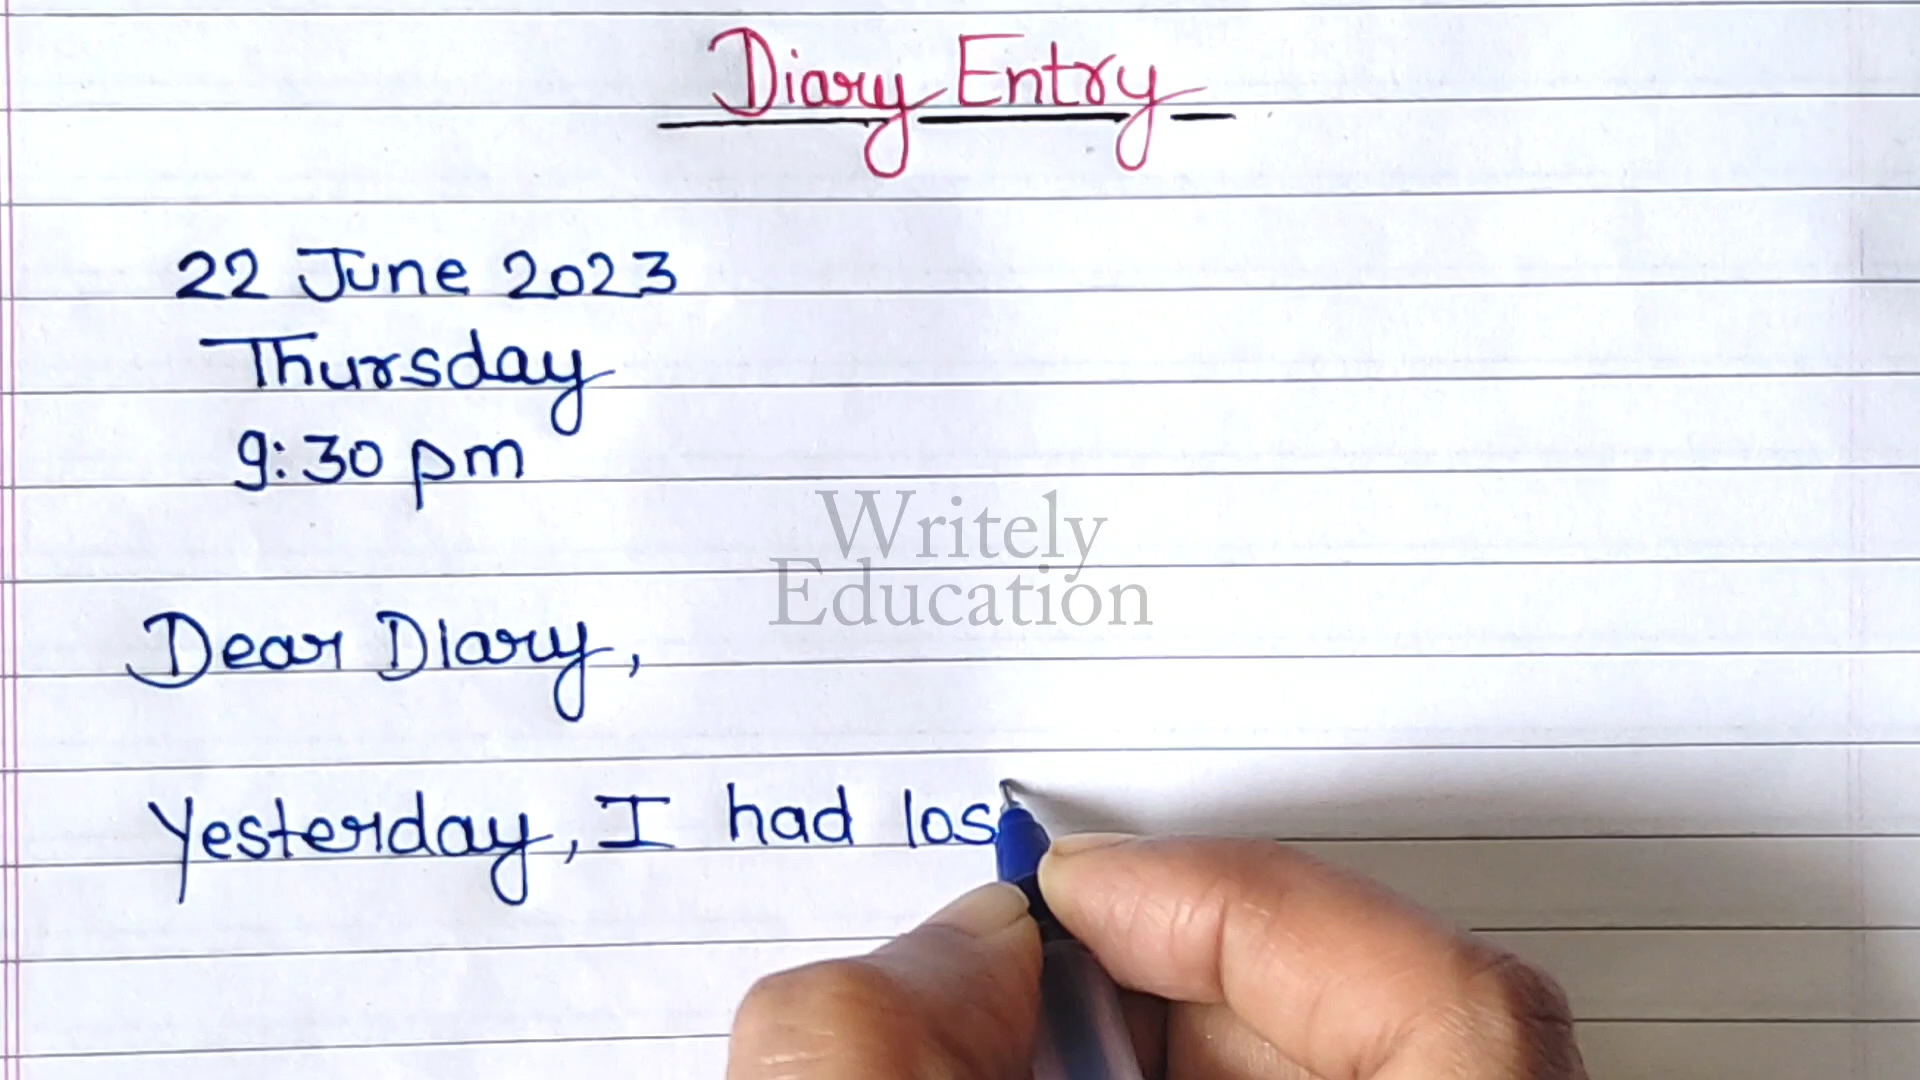 Diary Entry
22 June 2023
Thursday
9:30 pm
Writely
Education
Dear Diary,
Yesterday, I had los